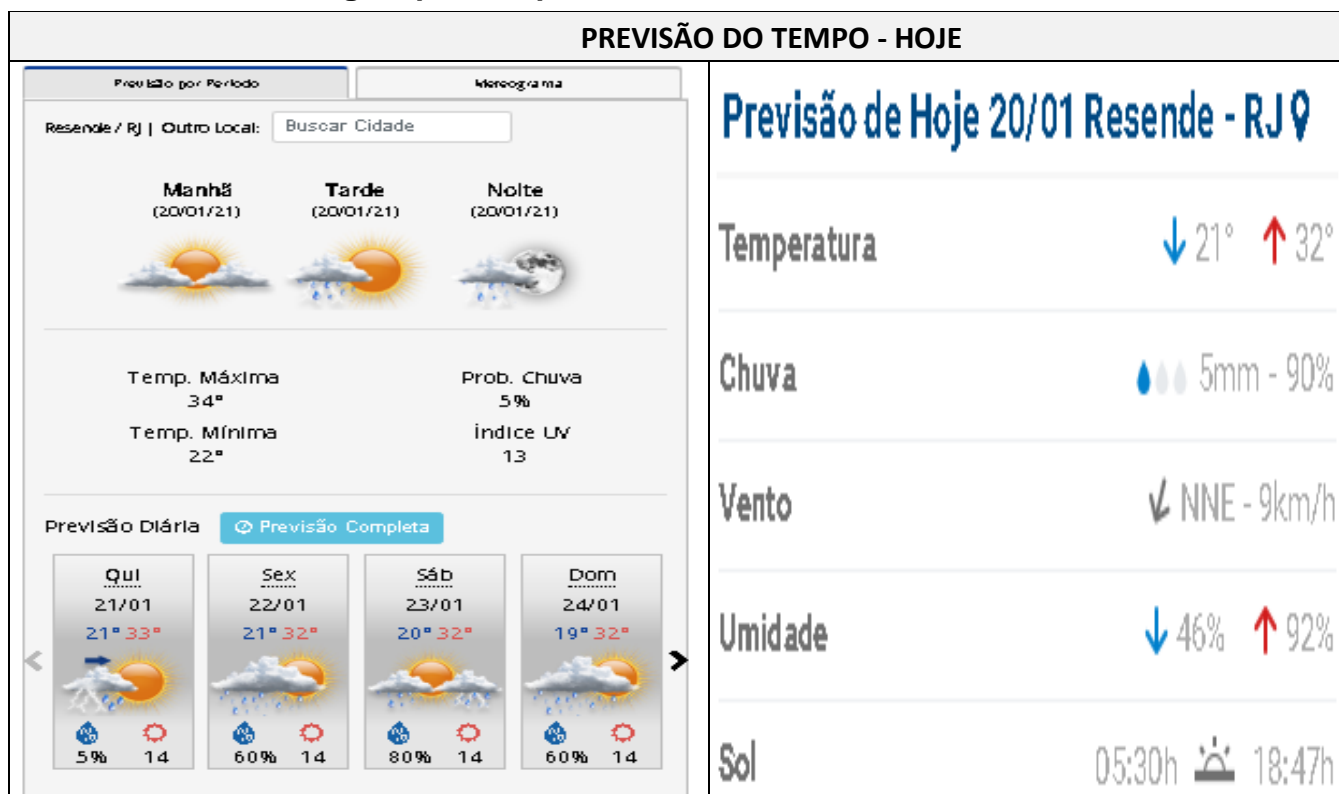 PREVISÃO DO TEMPO - HOJE
Previsão por Período
Meteograma
Resende / RJ | Outro Local: Buscar Cidade
Manhã Tarde Noite
(20/01/21) (20/01/21) (20/01/21)
Temp. Máxima Prob. Chuva
34° 5%
Temp. Mínima Índice UV
22° 13
Previsão Diária Previsão Completa
Qui Sex Sáb Dom
21/01 22/01 23/01 24/01
21° 33° 21° 32° 20° 32° 19° 32°
5% 14 60% 14 80% 14 60% 14
Previsão de Hoje 20/01 Resende - RJ
Temperatura 21° 32°
Chuva 5mm - 90%
Vento NNE - 9km/h
Umidade 46% 92%
Sol 05:30h 18:47h